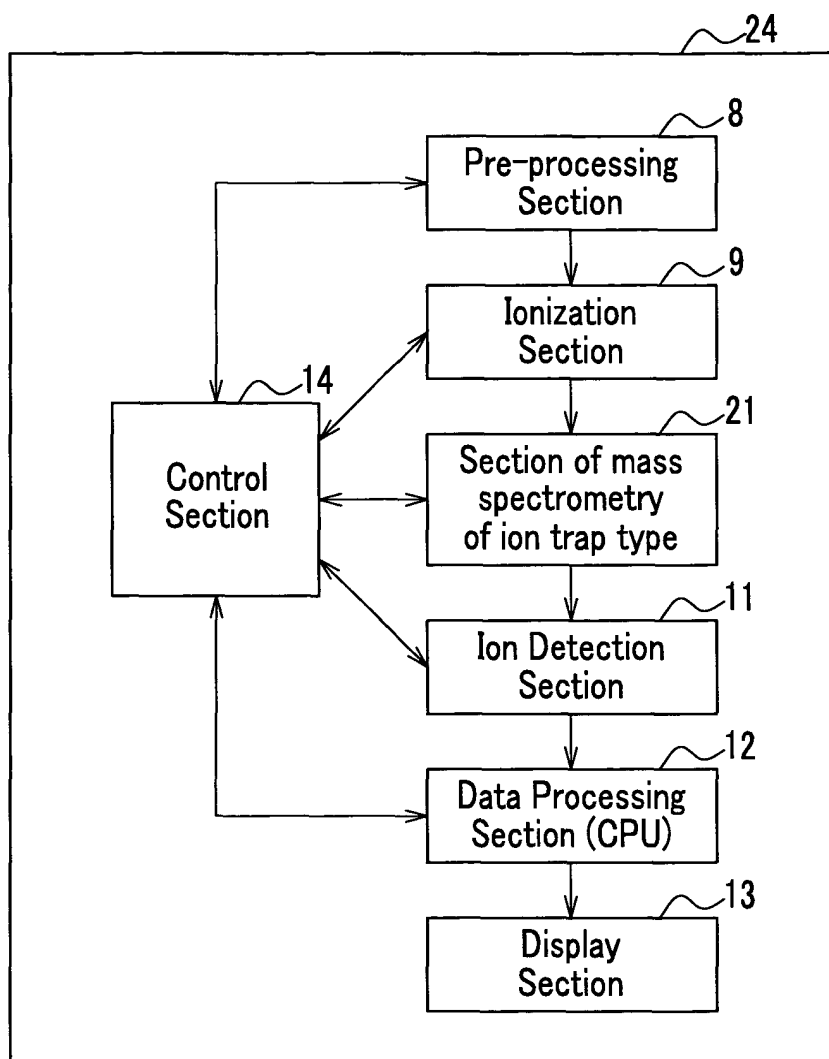 24
8
Pre-processing
Section
9
Ionization
Section
14
Control
Section
21
Section of mass
spectrometry
of ion trap type
11
Ion Detection
Section
12
Data Processing
Section (CPU)
13
Display
Section